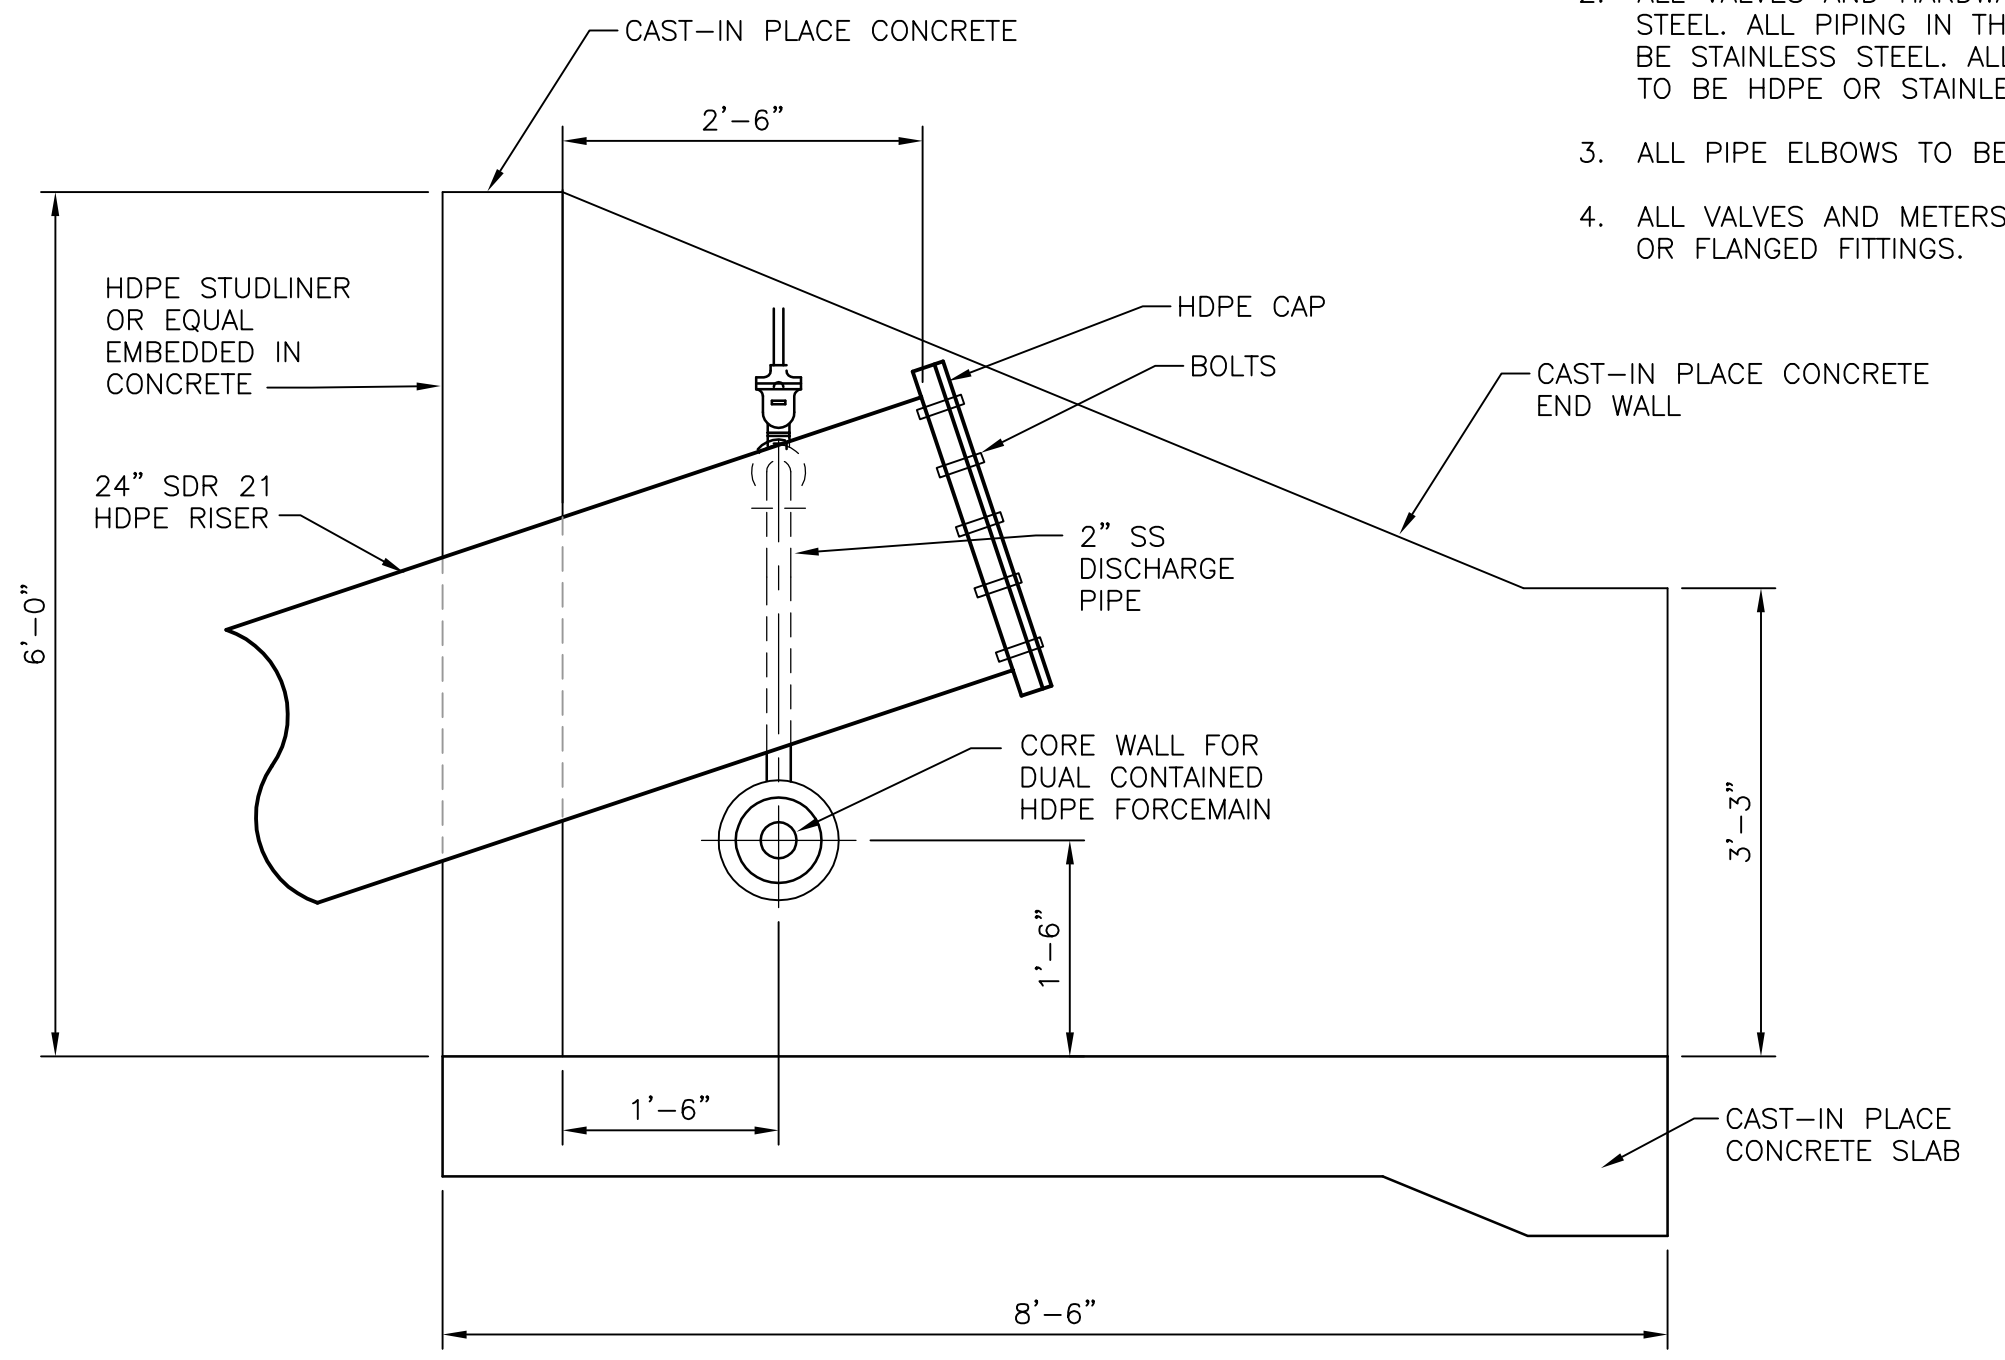 CAST-IN PLACE CONCRETE
2'-6"
STEEL. ALL PIPING IN TH
BE STAINLESS STEEL. ALL
TO BE HDPE OR STAINLE
3. ALL PIPE ELBOWS TO BE
4. ALL VALVES AND METERS
OR FLANGED FITTINGS.
HDPE STUDLINER
OR EQUAL
EMBEDDED IN
CONCRETE
HDPE CAP
BOLTS
CAST-IN PLACE CONCRETE
END WALL
24" SDR 21
HDPE RISER
2" SS
DISCHARGE
PIPE
6'-0"
CORE WALL FOR
DUAL CONTAINED
HDPE FORCEMAIN
3'-3"
1'-6"
1'-6"
CAST-IN PLACE
CONCRETE SLAB
8'-6"